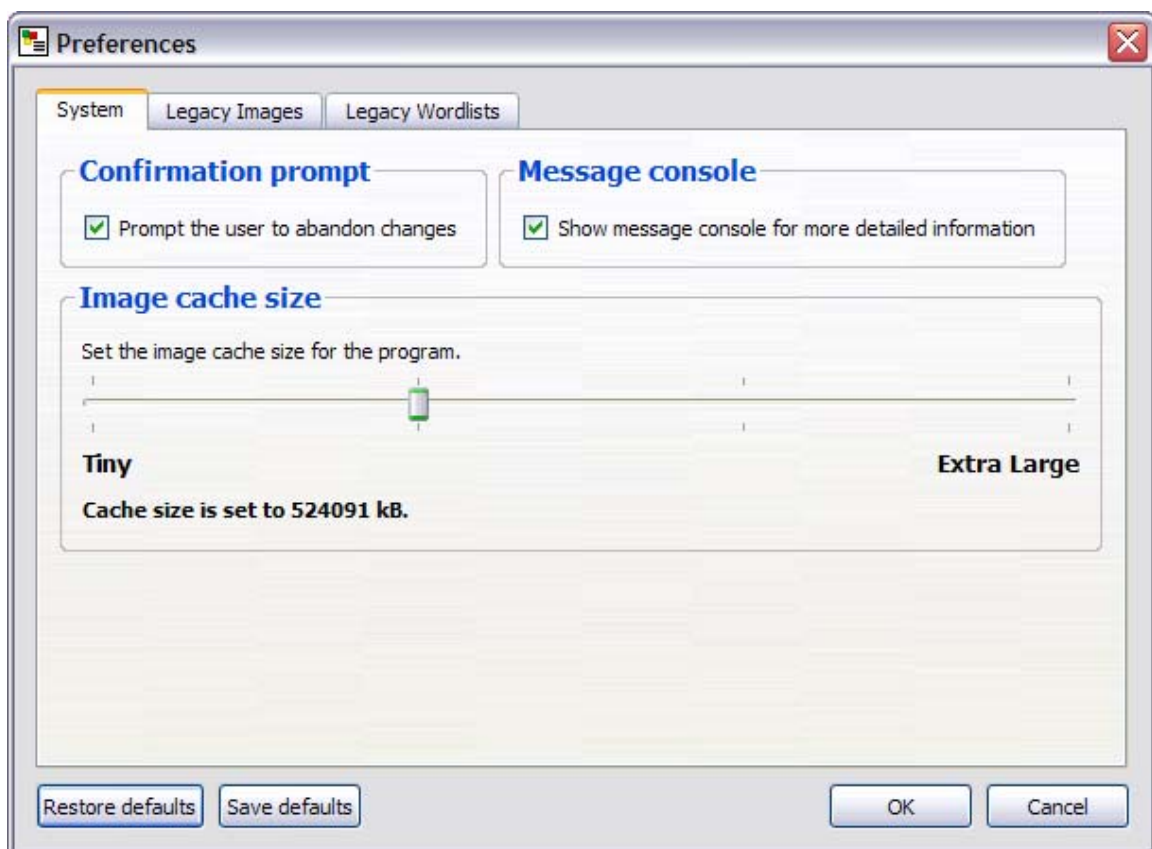 Preferences
System Legacy Images Legacy Wordlists
Confirmation prompt Message console
Prompt the user to abandon changes Show message console for more detailed information
Image cache size
Set the image cache size for the program.
Tiny Extra Large
Cache size is set to 524091 kB.
Restore defaults Save defaults OK Cancel